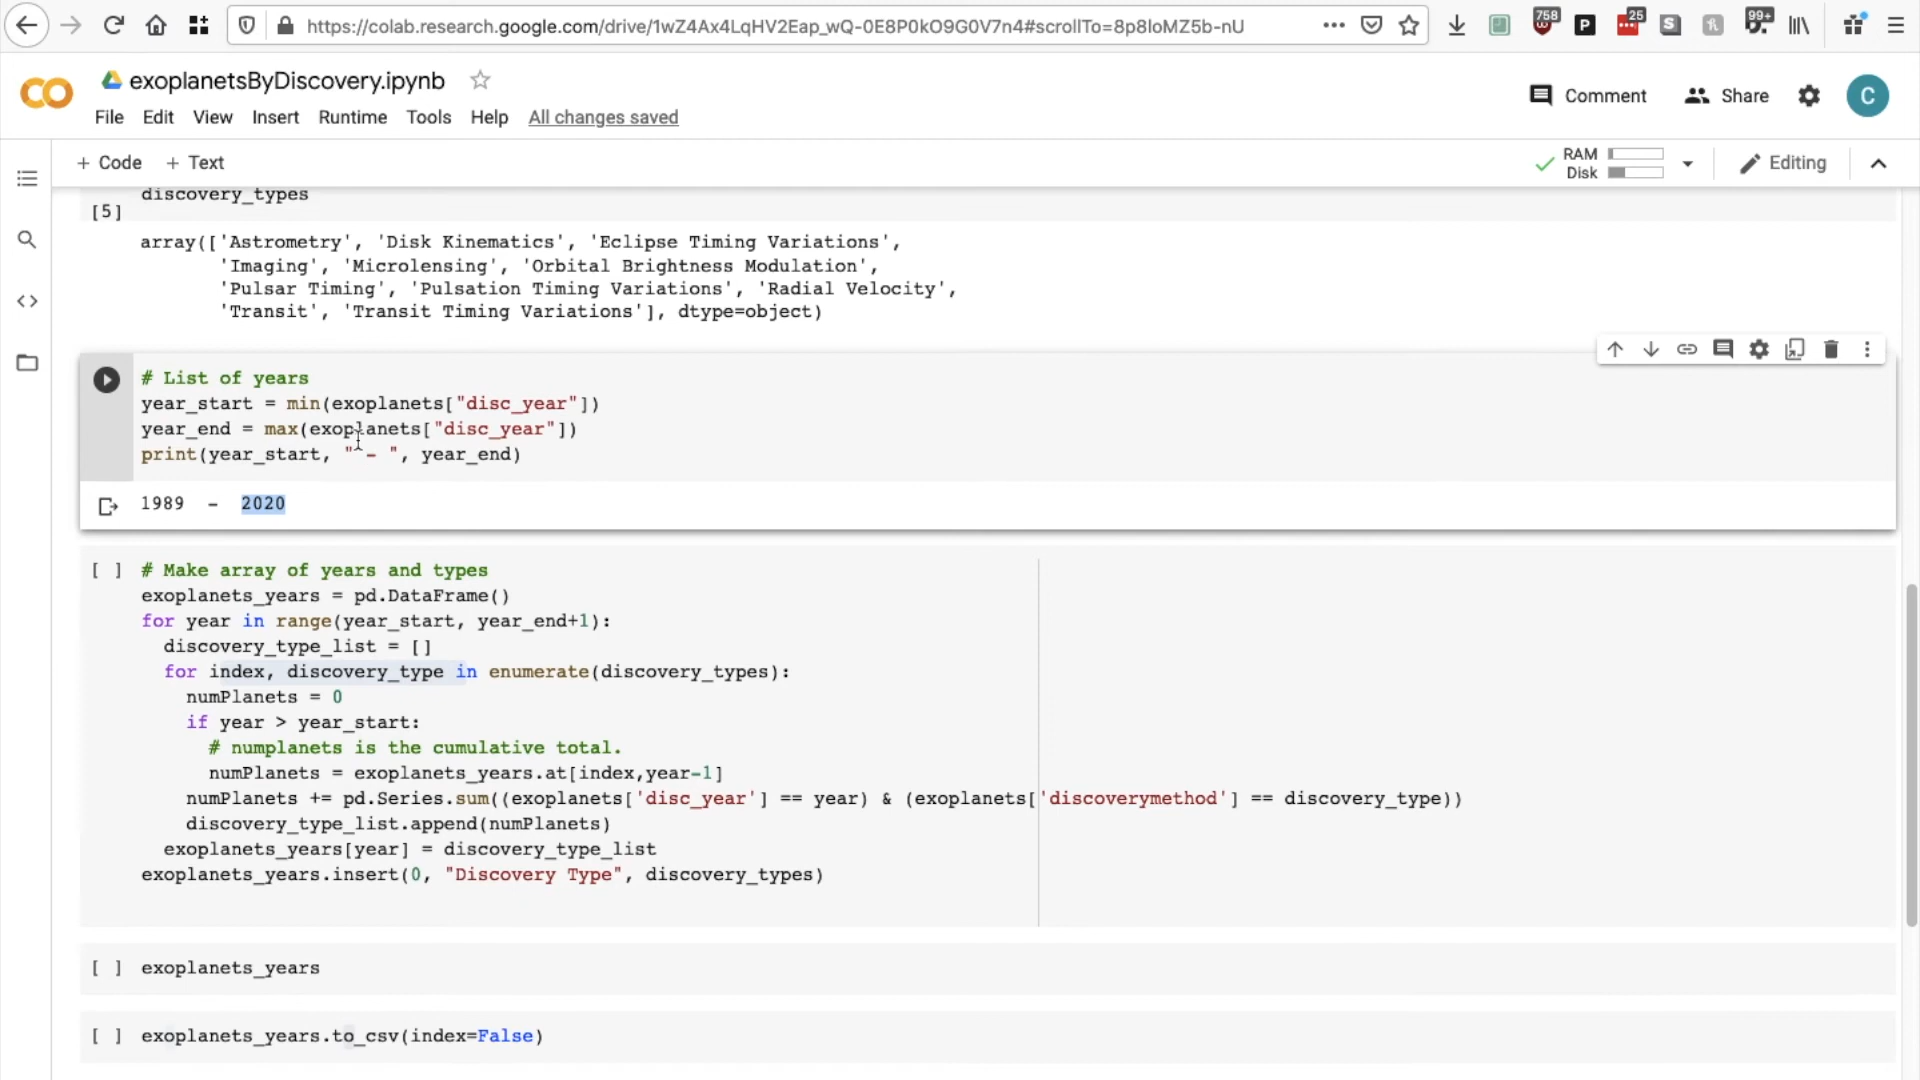 https://colab.research.google.com/drive/1wZ4Ax4LqHV2Eap_wQ-0E8P0kO9G0V7n4#scrollTo=8p8loMZ5b-nU
758
P
25
S
99+
exoplanetsByDiscovery.ipynb
Comment
Share
C
File Edit View Insert Runtime Tools Help All changes saved
+ Code + Text
RAM
Disk
Editing
discovery_types
[5]
array(['Astrometry', 'Disk Kinematics', 'Eclipse Timing Variations',
'Imaging', 'Microlensing', 'Orbital Brightness Modulation',
'Pulsar Timing', 'Pulsation Timing Variations', 'Radial Velocity',
'Transit', 'Transit Timing Variations'], dtype=object)
# List of years
year_start = min(exoplanets["disc_year"])
year_end = max(exoplanets["disc_year"])
print(year_start, " - ", year_end)
1989 - 2020
[ ] # Make array of years and types
exoplanets_years = pd.DataFrame()
for year in range(year_start, year_end+1):
discovery_type_list = []
for index, discovery_type in enumerate(discovery_types):
numPlanets = 0
if year > year_start:
# numplanets is the cumulative total.
numPlanets = exoplanets_years.at[index,year-1]
numPlanets += pd.Series.sum((exoplanets['disc_year'] == year) & (exoplanets['discoverymethod'] == discovery_type))
discovery_type_list.append(numPlanets)
exoplanets_years[year] = discovery_type_list
exoplanets_years.insert(0, "Discovery Type", discovery_types)
[ ] exoplanets_years
[ ] exoplanets_years.to_csv(index=False)